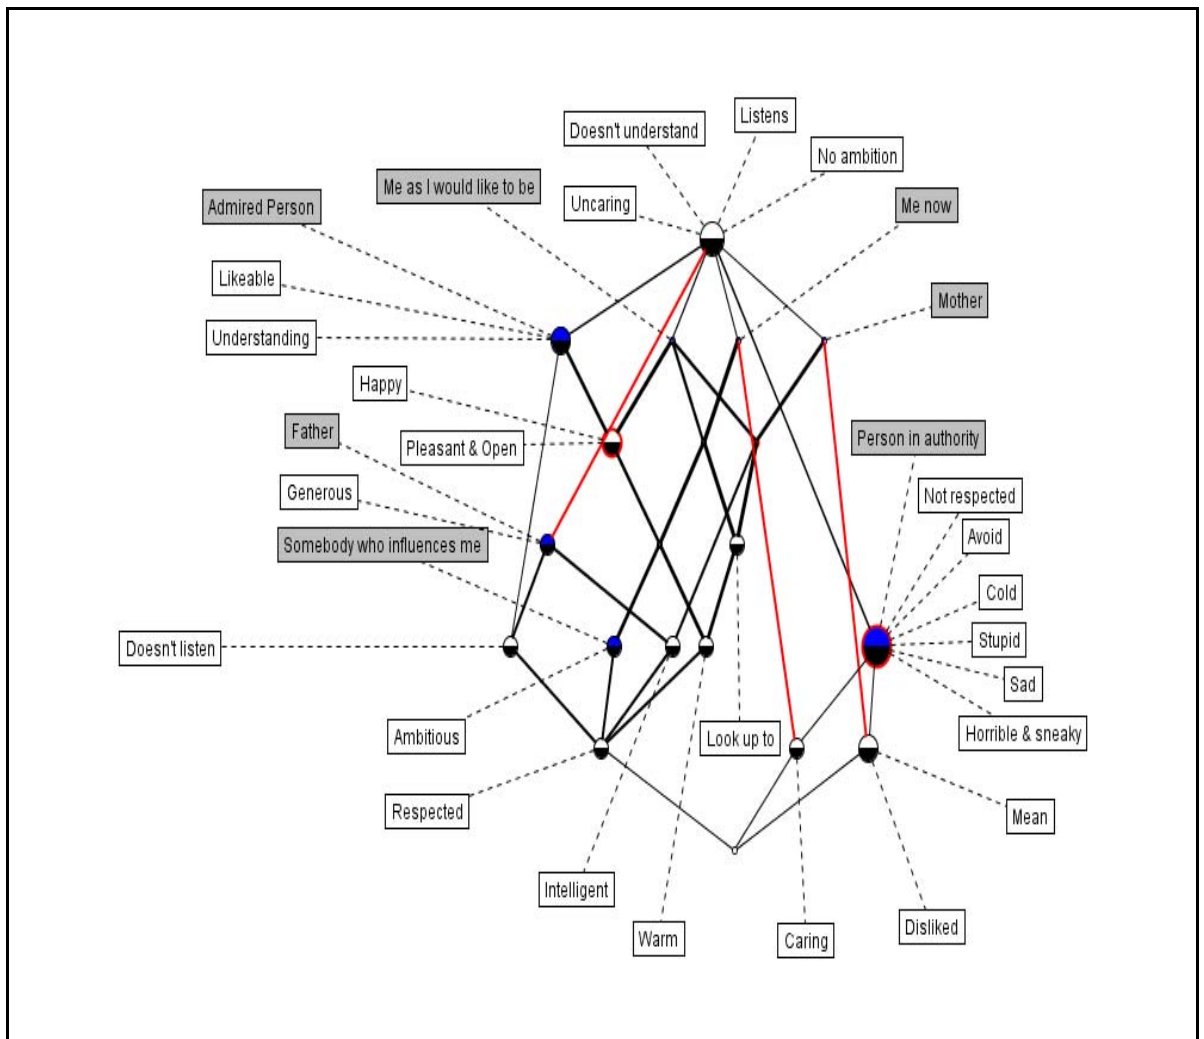 Listens
Doesn't understand
No ambition
Me as I would like to be
Uncaring
Me now
Admired Person
Likeable
Mother
Understanding
Happy
Father
Pleasant & Open
Person in authority
Generous
Not respected
Somebody who influences me
Avoid
Cold
Doesn't listen
Stupid
Sad
Ambitious
Look up to
Horrible & sneaky
Respected
Mean
Intelligent
Warm
Caring
Disliked